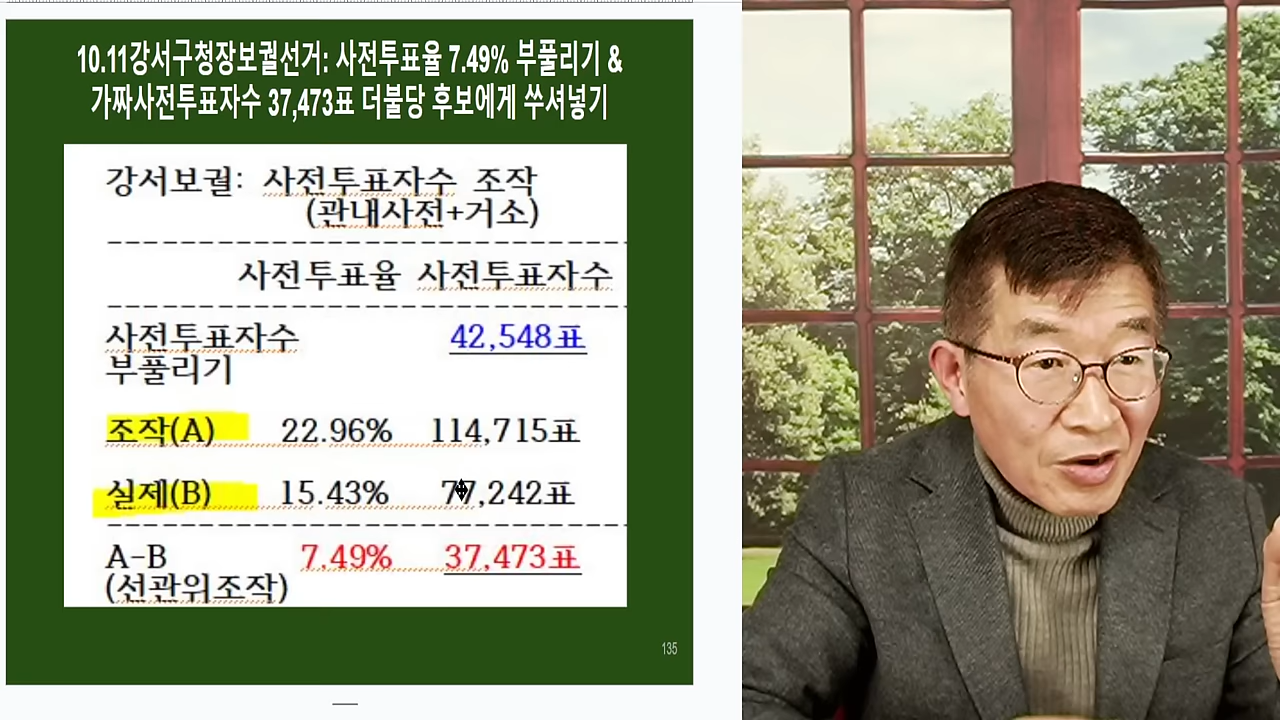 10.11강서구청장보궐선거: 사전투표율 7.49% 부풀리기 &
가짜사전투표자수 37,473표 더불당 후보에게 쑤셔넣기
강서보궐: 사전투표자수 조작
(관내사전+거소)
사전투표율 사전투표자수
사전투표자수 42,548표
부풀리기
조작(A) 22.96% 114,715표
실제(B) 15.43% 77,242표
A-B 7.49% 37,473표
(선관위조작)
135